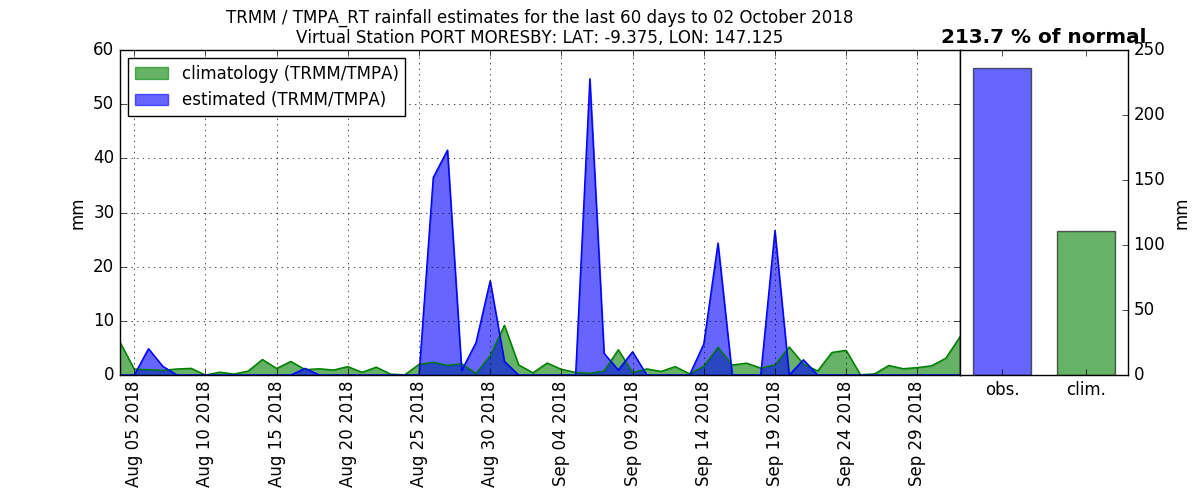 TRMM / TMPA_RT rainfall estimates for the last 60 days to 02 October 2018
Virtual Station PORT MORESBY: LAT: -9.375, LON: 147.125
213.7 % of normal
climatology (TRMM/TMPA)
estimated (TRMM/TMPA)
mm
60
50
40
30
20
10
0
Aug 05 2018
Aug 10 2018
Aug 15 2018
Aug 20 2018
Aug 25 2018
Aug 30 2018
Sep 04 2018
Sep 09 2018
Sep 14 2018
Sep 19 2018
Sep 24 2018
Sep 29 2018
obs.
clim.
250
200
150
100
50
0
mm